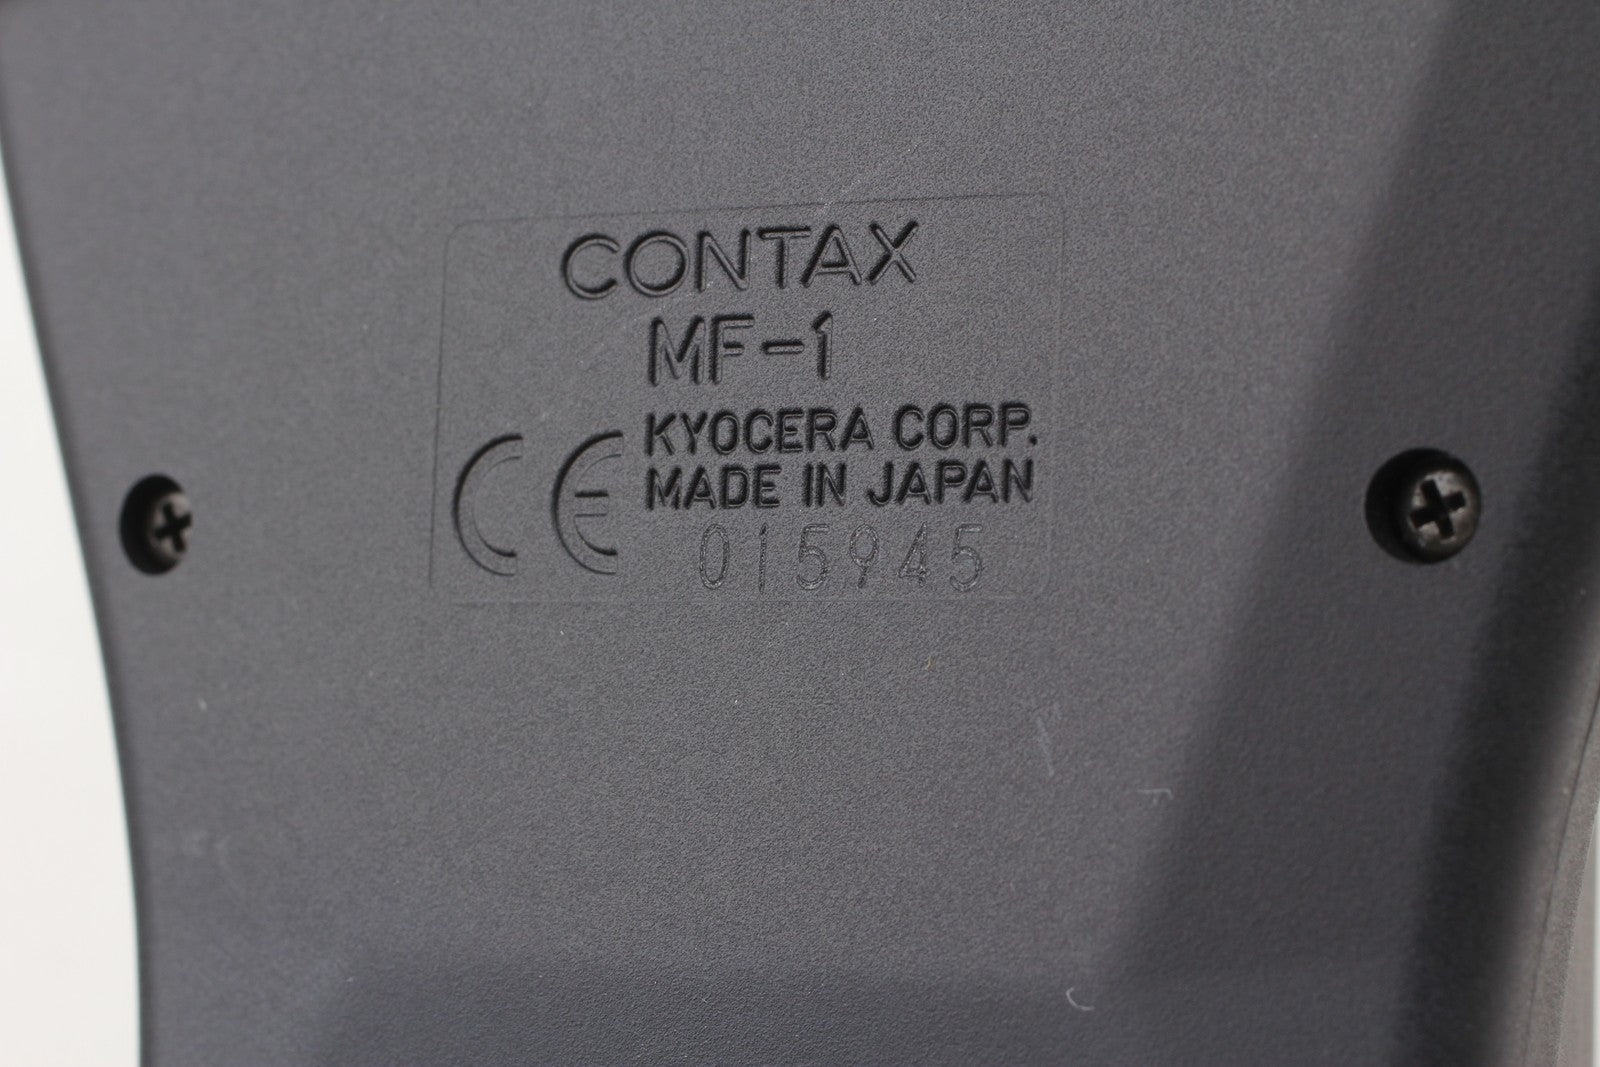 CONTAX
MF-1
KYOCERA CORP.
CE MADE IN JAPAN
015945